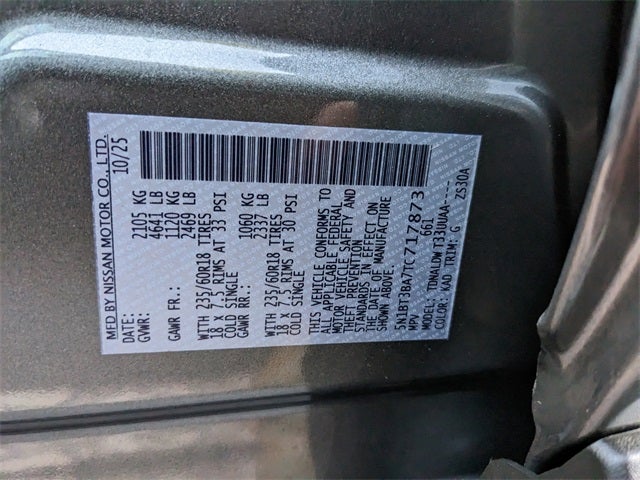 MFD BY NISSAN MOTOR CO., LTD.
DATE: 10/25
GVWR: 2105 KG
4641 LB
GAWR FR.: 1120 KG
2469 LB
WITH 235/60R18 TIRES
18 X 7.5 RIMS AT 33 PSI
COLD SINGLE
GAWR RR.: 1060 KG
2337 LB
WITH 235/60R18 TIRES
18 X 7.5 RIMS AT 30 PSI
COLD SINGLE
THIS VEHICLE CONFORMS TO
ALL APPLICABLE FEDERAL
MOTOR VEHICLE SAFETY AND
THEFT PREVENTION
STANDARDS IN EFFECT ON
THE DATE OF MANUFACTURE
SHOWN ABOVE.
5N1BT3BA7TC717873
MPV 661
COLOR: KAD TRIM: G ZS30A